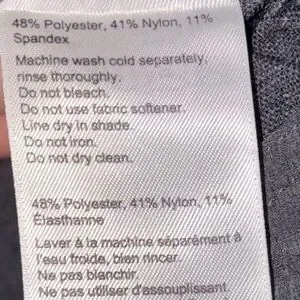 48% Polyester, 41% Nylon, 11%
Spandex
Machine wash cold separately,
rinse thoroughly.
Do not bleach.
Do not use fabric softener.
Line dry in shade.
Do not iron.
Do not dry clean.
48% Polyester, 41% Nylon, 11%
Élasthanne
Laver à la machine séparément à
l'eau froide, bien rincer.
Ne pas blanchir.
Ne pas utiliser d'assouplissant.